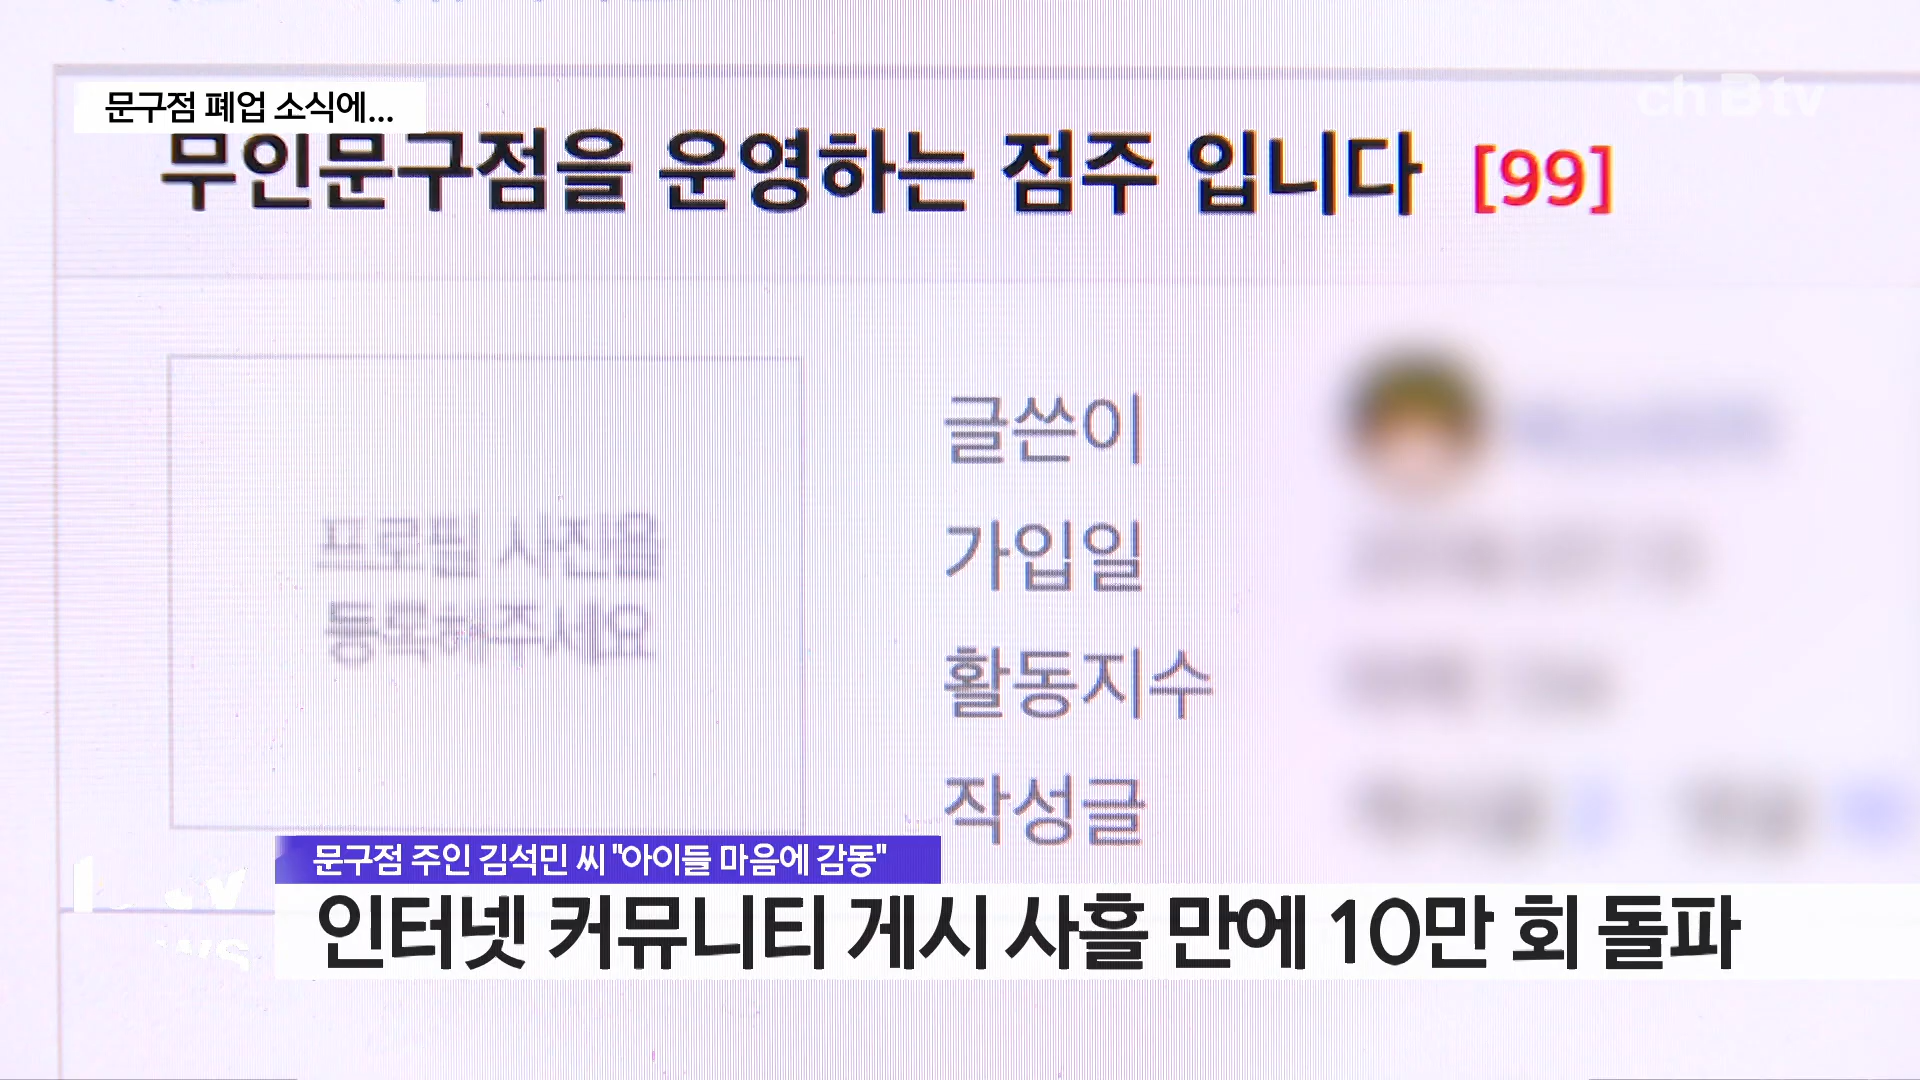 문구점 폐업 소식에...
ch B tv
무인문구점을 운영하는 점주 입니다 [99]
글쓴이
프로필 사진을
등록해주세요
가입일
활동지수
작성글
문구점 주인 김석민 씨 "아이들 마음에 감동"
인터넷 커뮤니티 게시 사흘 만에 10만 회 돌파